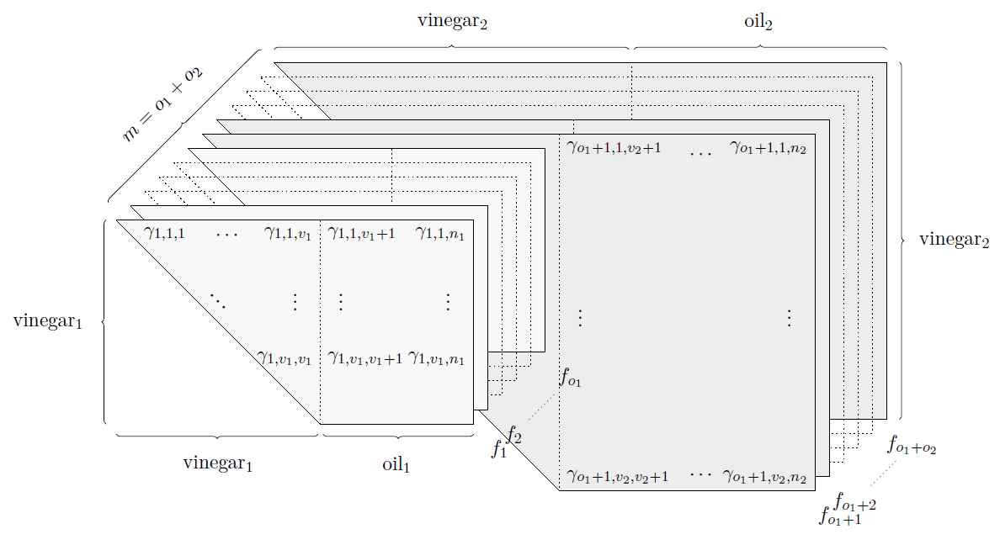 vinegar₂ oil₂
m = o₁ + o₂
γ_{o₁+1,1,v₂+1} … γ_{o₁+1,1,n₂}
γ_{1,1,1} ⋯ γ_{1,1,v₁} γ_{1,1,v₁+1} γ_{1,1,n₁}
vinegar₂
⋱ ⋮ ⋮ ⋮
⋮ ⋮
vinegar₁
γ_{1,v₁,v₁} γ_{1,v₁,v₁+1} γ_{1,v₁,n₁}
f_{o₁}
f₂
f₁
f_{o₁+o₂}
vinegar₁ oil₁
γ_{o₁+1,v₂,v₂+1} … γ_{o₁+1,v₂,n₂}
f_{o₁+2}
f_{o₁+1}